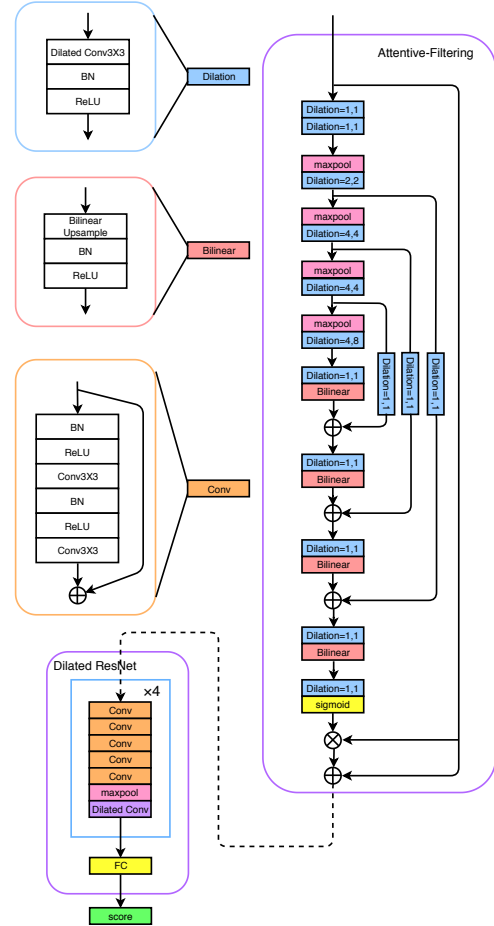 Dilated Conv3X3
BN
ReLU
Dilation
Bilinear
Upsample
BN
ReLU
Bilinear
BN
ReLU
Conv3X3
BN
ReLU
Conv3X3
Conv
Attentive-Filtering
Dilation=1,1
Dilation=1,1
maxpool
Dilation=2,2
maxpool
Dilation=4,4
maxpool
Dilation=4,4
maxpool
Dilation=4,8
Dilation=1,1
Bilinear
Dilation=1,1
Dilation=1,1
Dilation=1,1
Dilation=1,1
Bilinear
Dilation=1,1
Bilinear
Dilation=1,1
Bilinear
Dilation=1,1
sigmoid
Dilated ResNet
×4
Conv
Conv
Conv
Conv
Conv
maxpool
Dilated Conv
FC
score